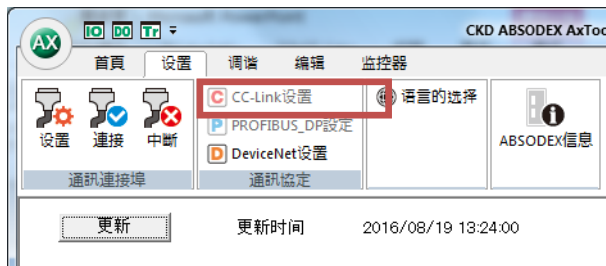 AX IO DO Tr CKD ABSODEX AxToo
首頁 设置 调谐 编辑 监控器
C CC-Link设置 语言的选择
P PROFIBUS_DP設定
设置 連接 中斷 D DeviceNet设置 ABSODEX信息
通訊連接埠 通訊協定
更新 更新时间 2016/08/19 13:24:00